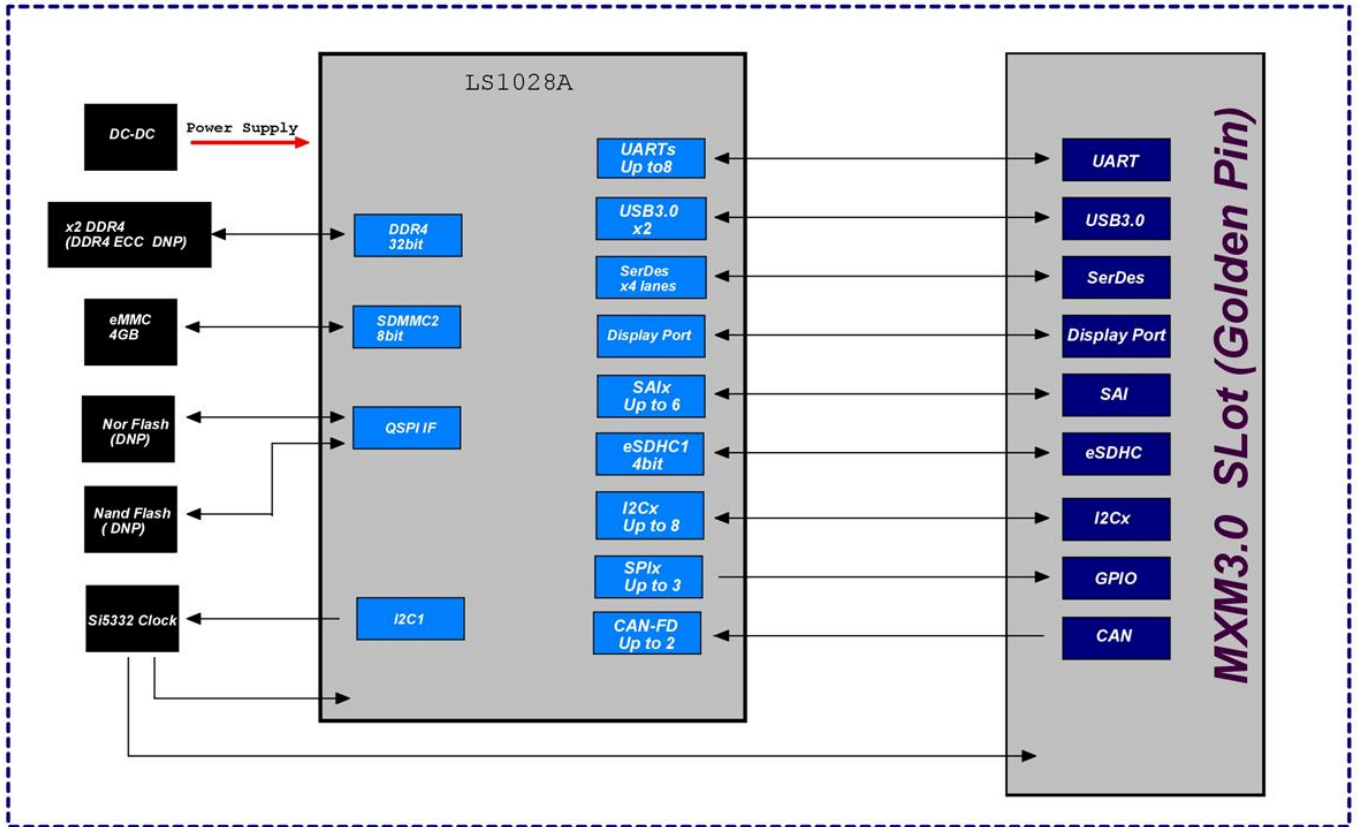 LS1028A
DC-DC
Power Supply
x2 DDR4
(DDR4 ECC DNP)
eMMC
4GB
Nor Flash
(DNP)
Nand Flash
( DNP)
Si5332 Clock
DDR4
32bit
SDMMC2
8bit
QSPI IF
I2C1
UARTs
Up to8
USB3.0
x2
SerDes
x4 lanes
Display Port
SAIx
Up to 6
eSDHC1
4bit
I2Cx
Up to 8
SPIx
Up to 3
CAN-FD
Up to 2
UART
USB3.0
SerDes
Display Port
SAI
eSDHC
I2Cx
GPIO
CAN
MXM3.0 SLot (Golden Pin)